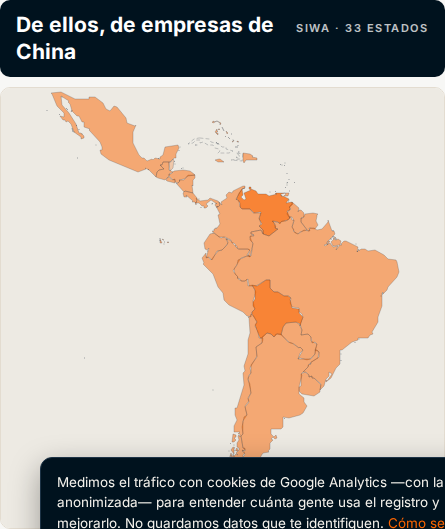 De ellos, de empresas de
China
SIWA · 33 ESTADOS
Medimos el tráfico con cookies de Google Analytics —con la
anonimizada— para entender cuánta gente usa el registro y
mejorarlo. No guardamos datos que te identifiquen. Cómo se